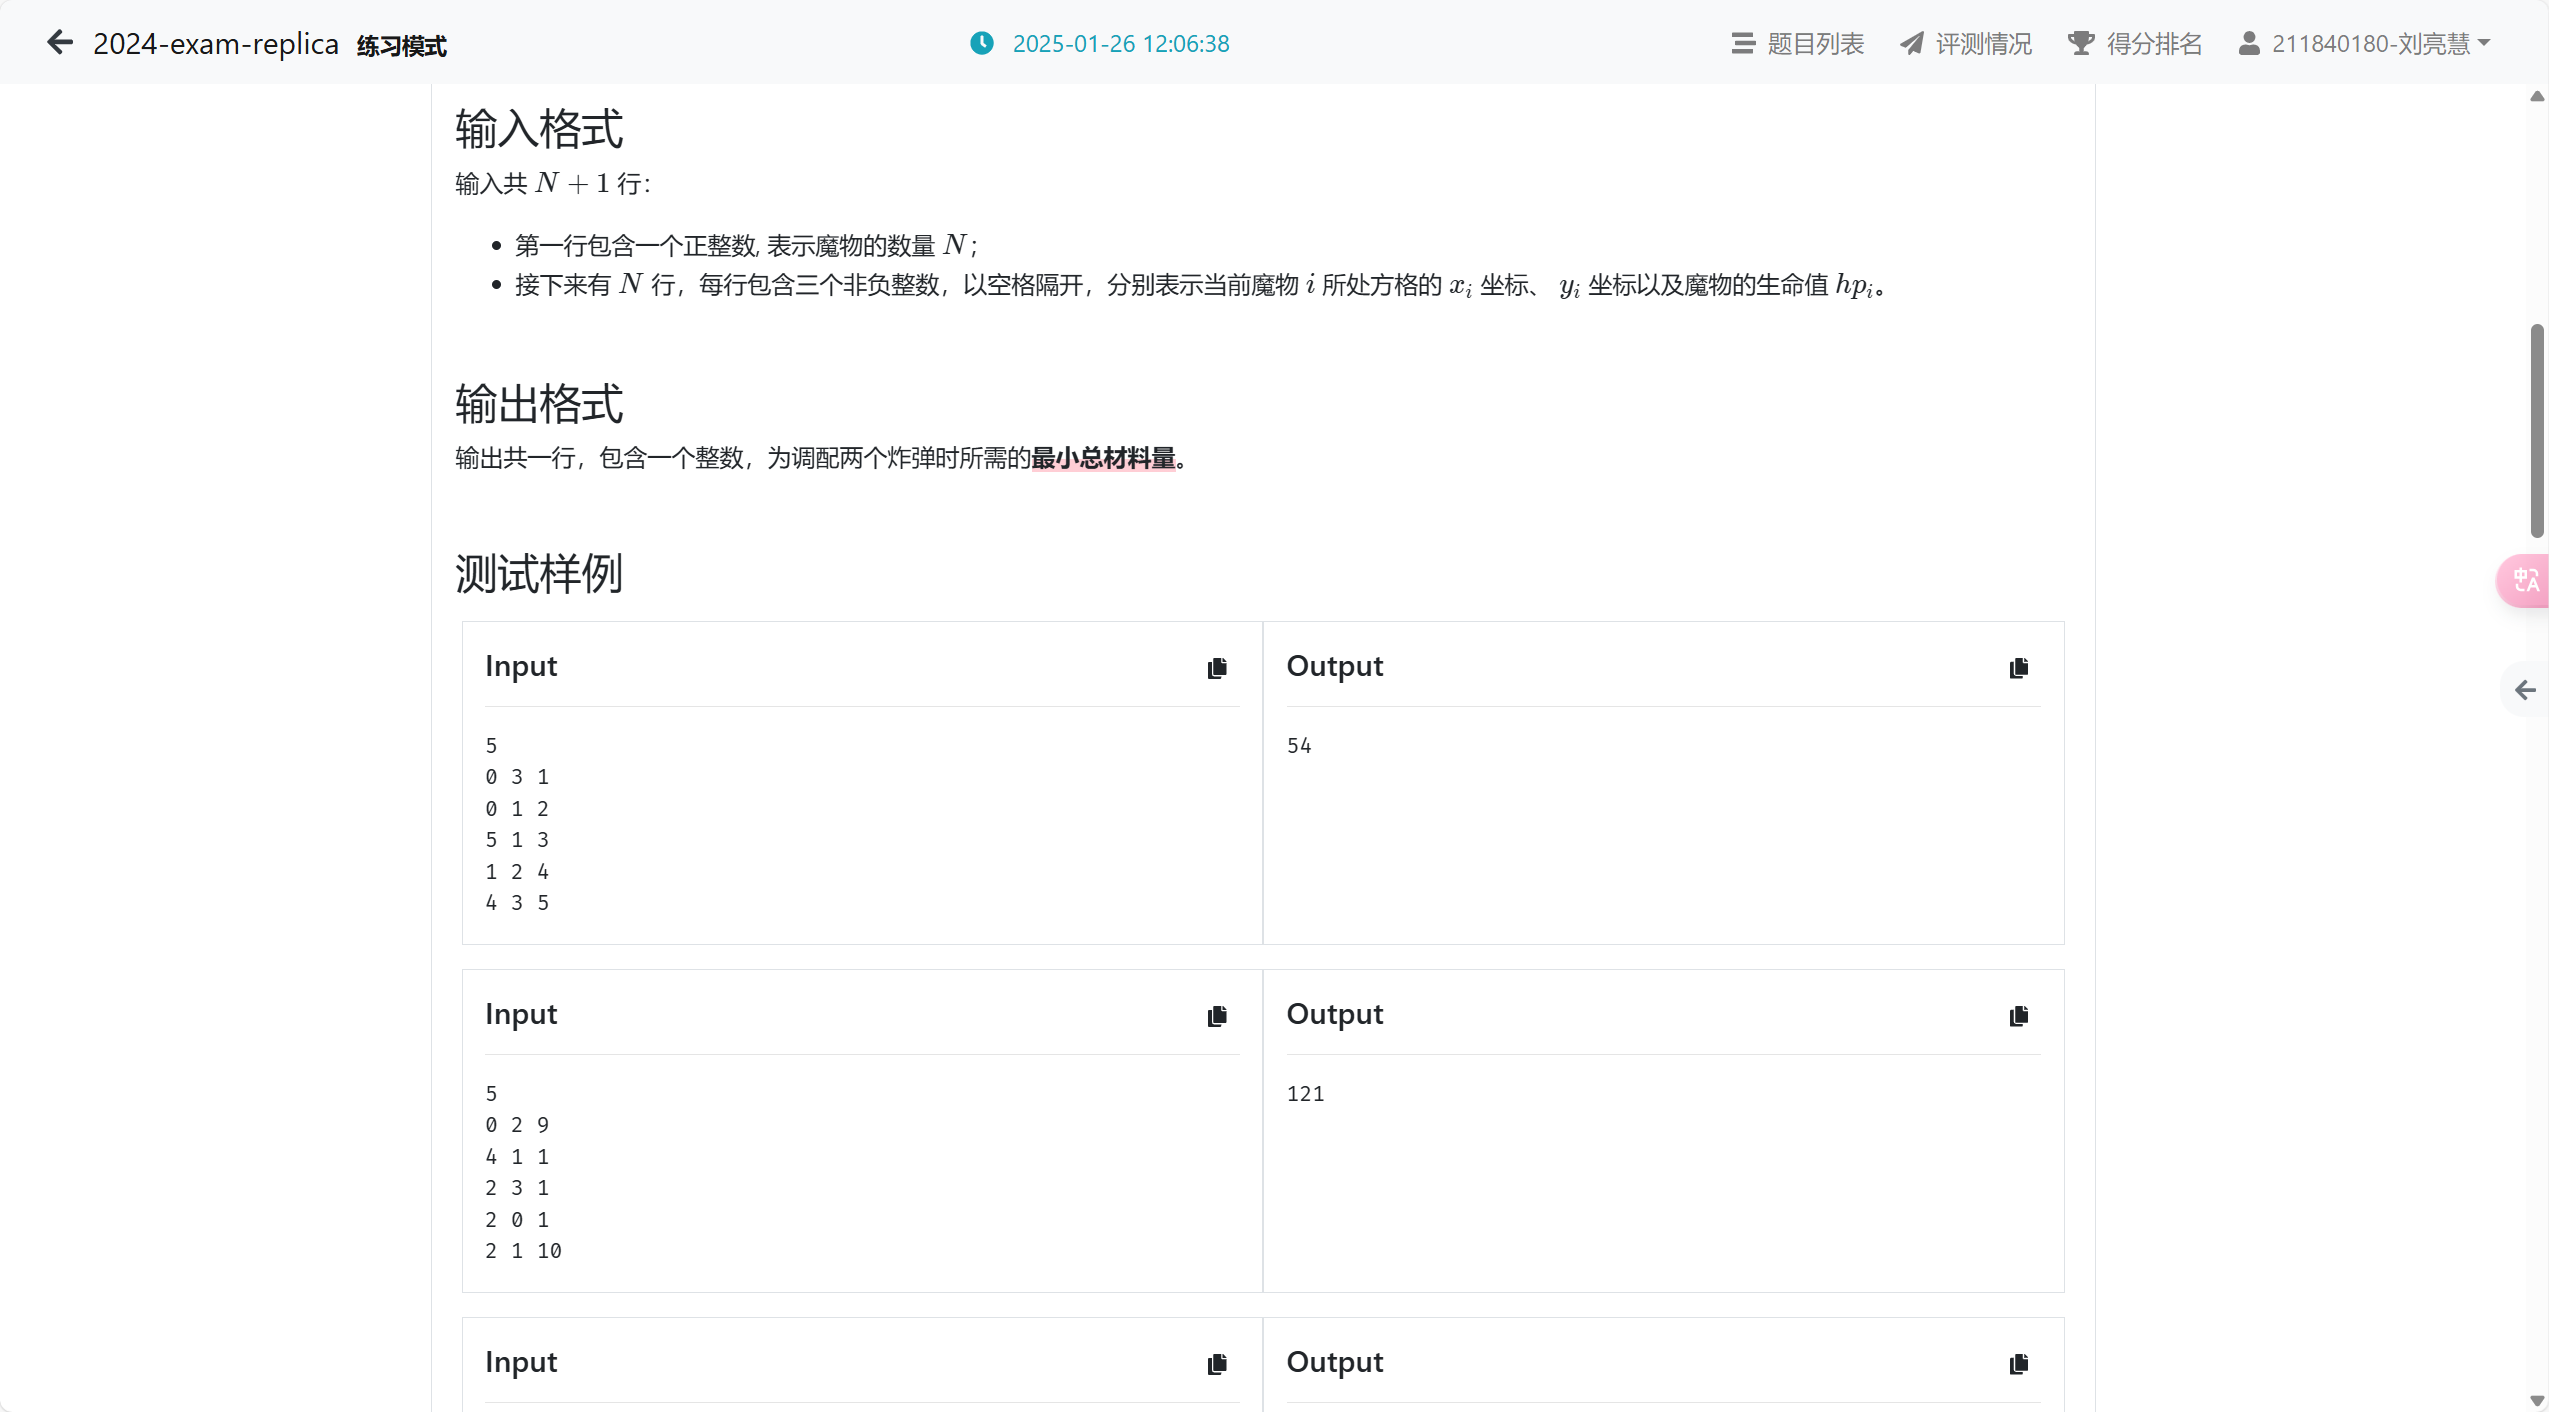 2024-exam-replica 练习模式
2025-01-26 12:06:38
题目列表
评测情况
得分排名
211840180-刘亮慧
输入格式
输入共 N + 1 行：
第一行包含一个正整数, 表示魔物的数量 N；
接下来有 N 行，每行包含三个非负整数，以空格隔开，分别表示当前魔物 i 所处方格的 x_i 坐标、 y_i 坐标以及魔物的生命值 hp_i。
输出格式
输出共一行，包含一个整数，为调配两个炸弹时所需的最小总材料量。
测试样例
Input
5
0 3 1
0 1 2
5 1 3
1 2 4
4 3 5
Output
54
Input
5
0 2 9
4 1 1
2 3 1
2 0 1
2 1 10
Output
121
Input
Output